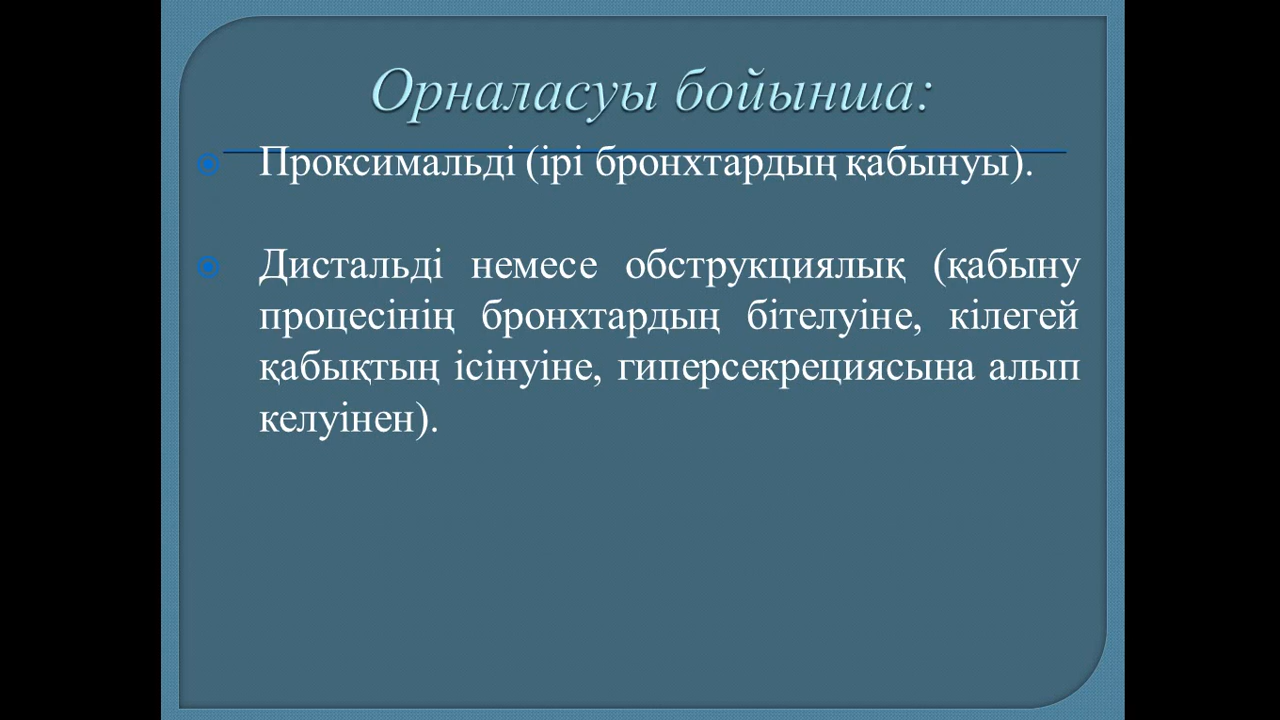 Орналасуы бойынша:
Проксимальді (ірі бронхтардың қабынуы).
Дистальді немесе обструкциялық (қабыну
процесінің бронхтардың бітелуіне, кілегей
қабықтың ісінуіне, гиперсекрециясына алып
келуінен).